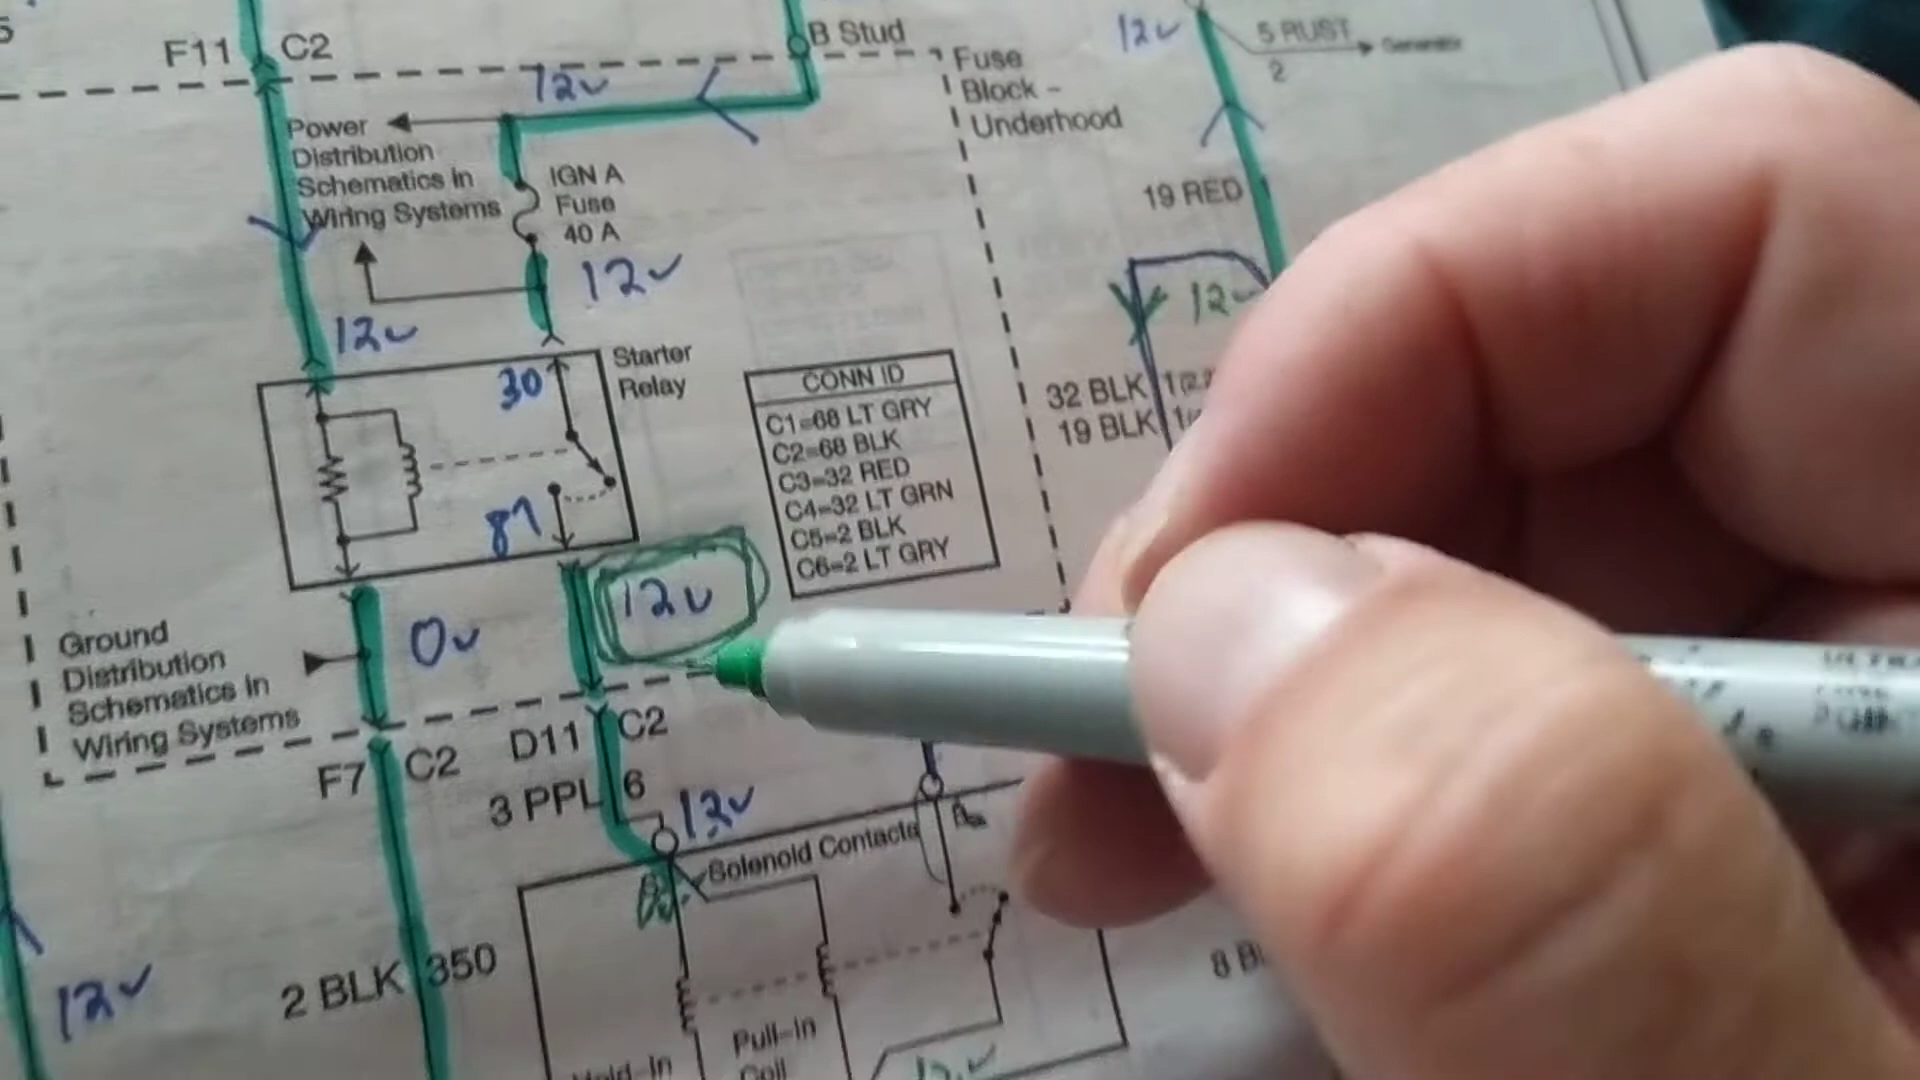 5
F11 C2
B Stud
12v
5 RUST
2
Generator
Fuse
Block -
Underhood
12v
Power
Distribution
Schematics in
Wiring Systems
IGN A
Fuse
40 A
19 RED
12v
12v
12v
Starter
Relay
30
87
CONN ID
C1=68 LT GRY
C2=68 BLK
C3=32 RED
C4=32 LT GRN
C5=2 BLK
C6=2 LT GRY
32 BLK
19 BLK
12v
0v
Ground
Distribution
Schematics in
Wiring Systems
F7 C2
D11 C2
3 PPL 6
12v
Solenoid Contacts
2 BLK 350
12v
Pull-In
Coil
Hold-In
8
12v